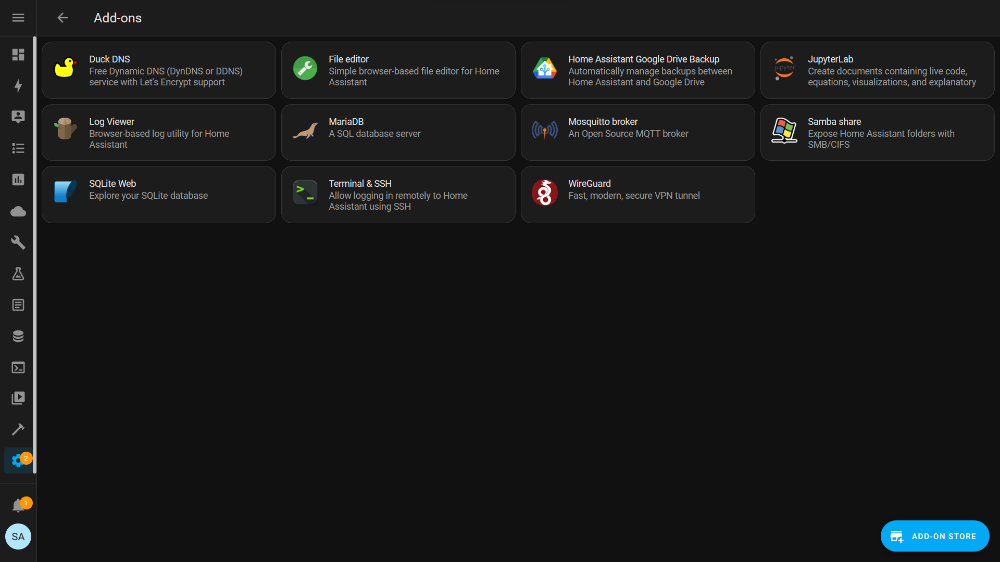 Add-ons
Duck DNS
Free Dynamic DNS (DynDNS or DDNS)
service with Let's Encrypt support
File editor
Simple browser-based file editor for Home
Assistant
Home Assistant Google Drive Backup
Automatically manage backups between
Home Assistant and Google Drive
jupyter
JupyterLab
Create documents containing live code,
equations, visualizations, and explanatory
Log Viewer
Browser-based log utility for Home
Assistant
MariaDB
A SQL database server
Mosquitto broker
An Open Source MQTT broker
Samba share
Expose Home Assistant folders with
SMB/CIFS
SQLite Web
Explore your SQLite database
Terminal & SSH
Allow logging in remotely to Home
Assistant using SSH
WireGuard
Fast, modern, secure VPN tunnel
2
1
SA
ADD-ON STORE